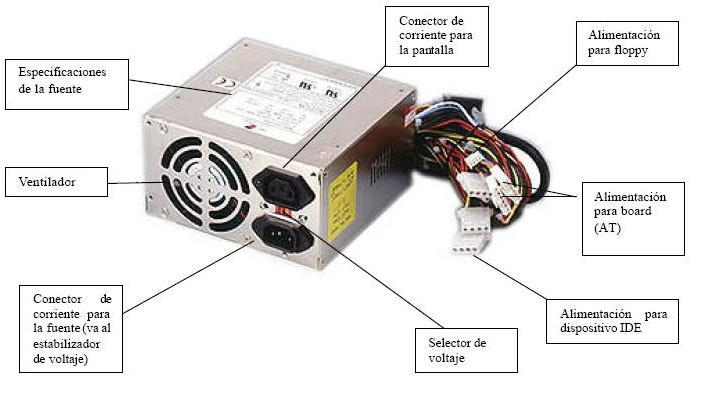 Conector de
corriente para
la pantalla
Alimentación
para floppy
Especificaciones
de la fuente
Ventilador
Alimentación
para board
(AT)
Conector de
corriente para
la fuente (va al
estabilizador
de voltaje)
Selector de
voltaje
Alimentación para
dispositivo IDE